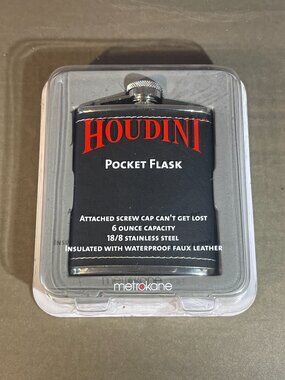 HOUDINI
POCKET FLASK
ATTACHED SCREW CAP CAN'T GET LOST
6 OUNCE CAPACITY
18/8 STAINLESS STEEL
INSULATED WITH WATERPROOF FAUX LEATHER
metrokane